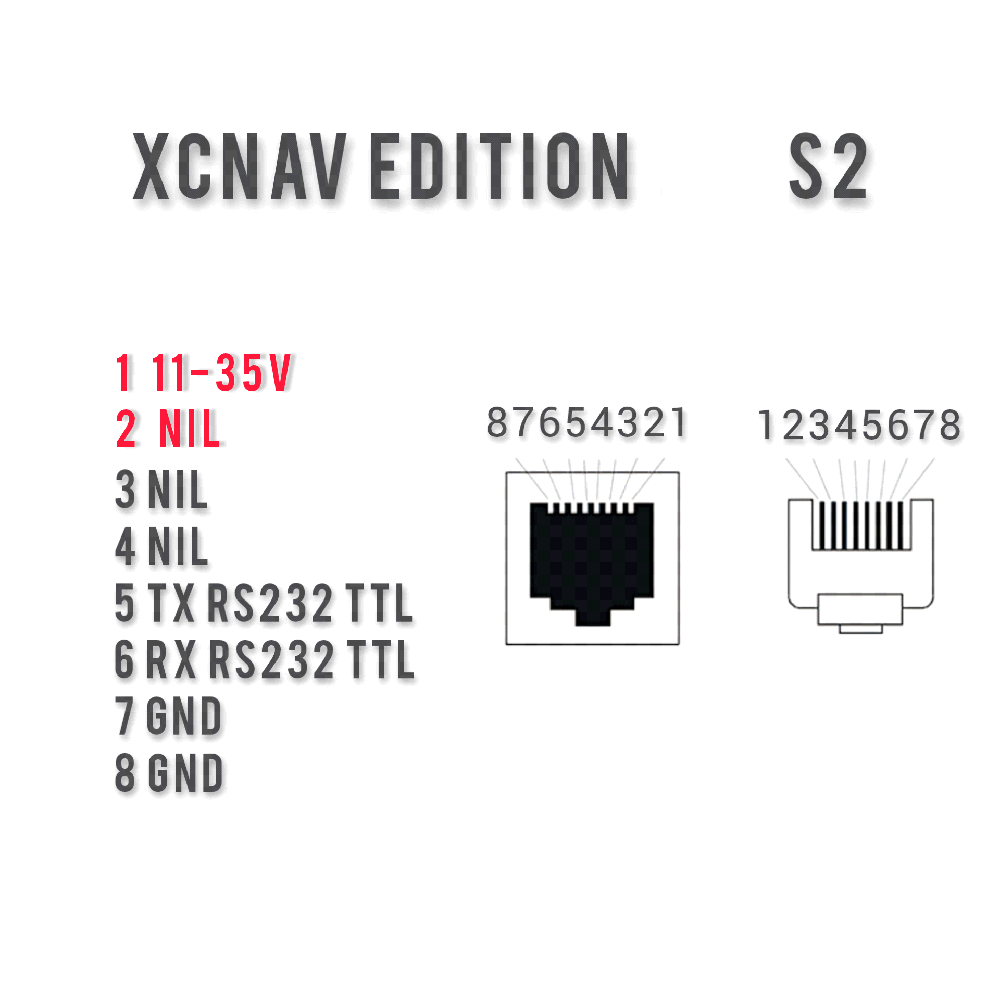 XCNAV EDITION S2
1 11-35V
2 NIL
3 NIL
4 NIL
5 TX RS232 TTL
6 RX RS232 TTL
7 GND
8 GND
87654321
12345678